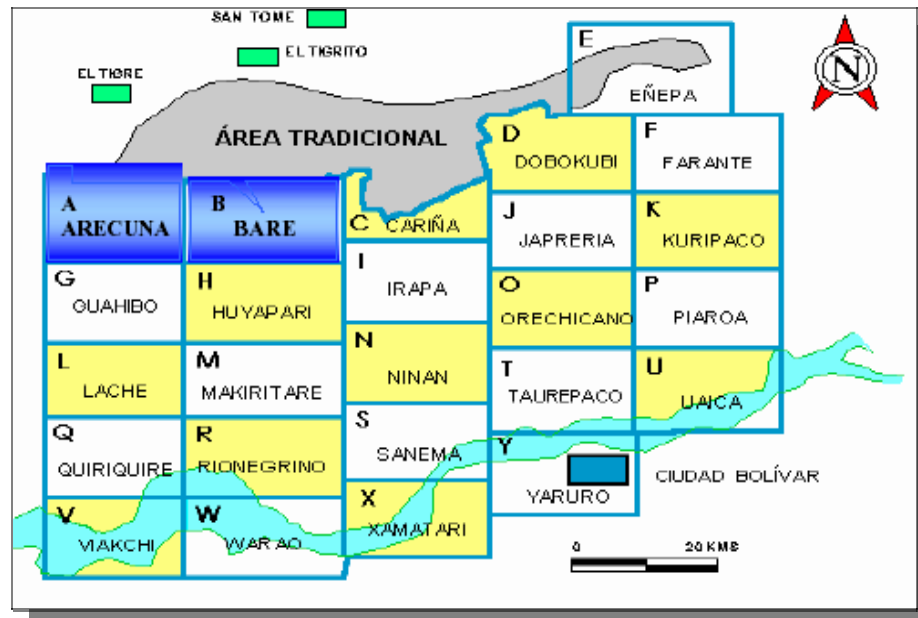 SAN TOME
EL TIGRITO
EL TIGRE
N
E
EÑEPA
ÁREA TRADICIONAL
D
DOBOKUBI
F
FARANTE
A
ARECUNA
B
BARE
C CARIÑA
J
JAPRERIA
K
KURIPACO
G
GUAHIBO
H
HUYAPARI
I
IRAPA
O
ORECHICANO
P
PIAROA
L
LACHE
M
MAKIRITARE
N
NINAN
T
TAUREPACO
U
UAICA
Q
QUIRIQUIRE
R
RIONEGRINO
S
SANEMA
Y
YARURO
CIUDAD BOLÍVAR
V
VIAKCHI
W
WARAO
X
XAMATARI
0 20 KMS